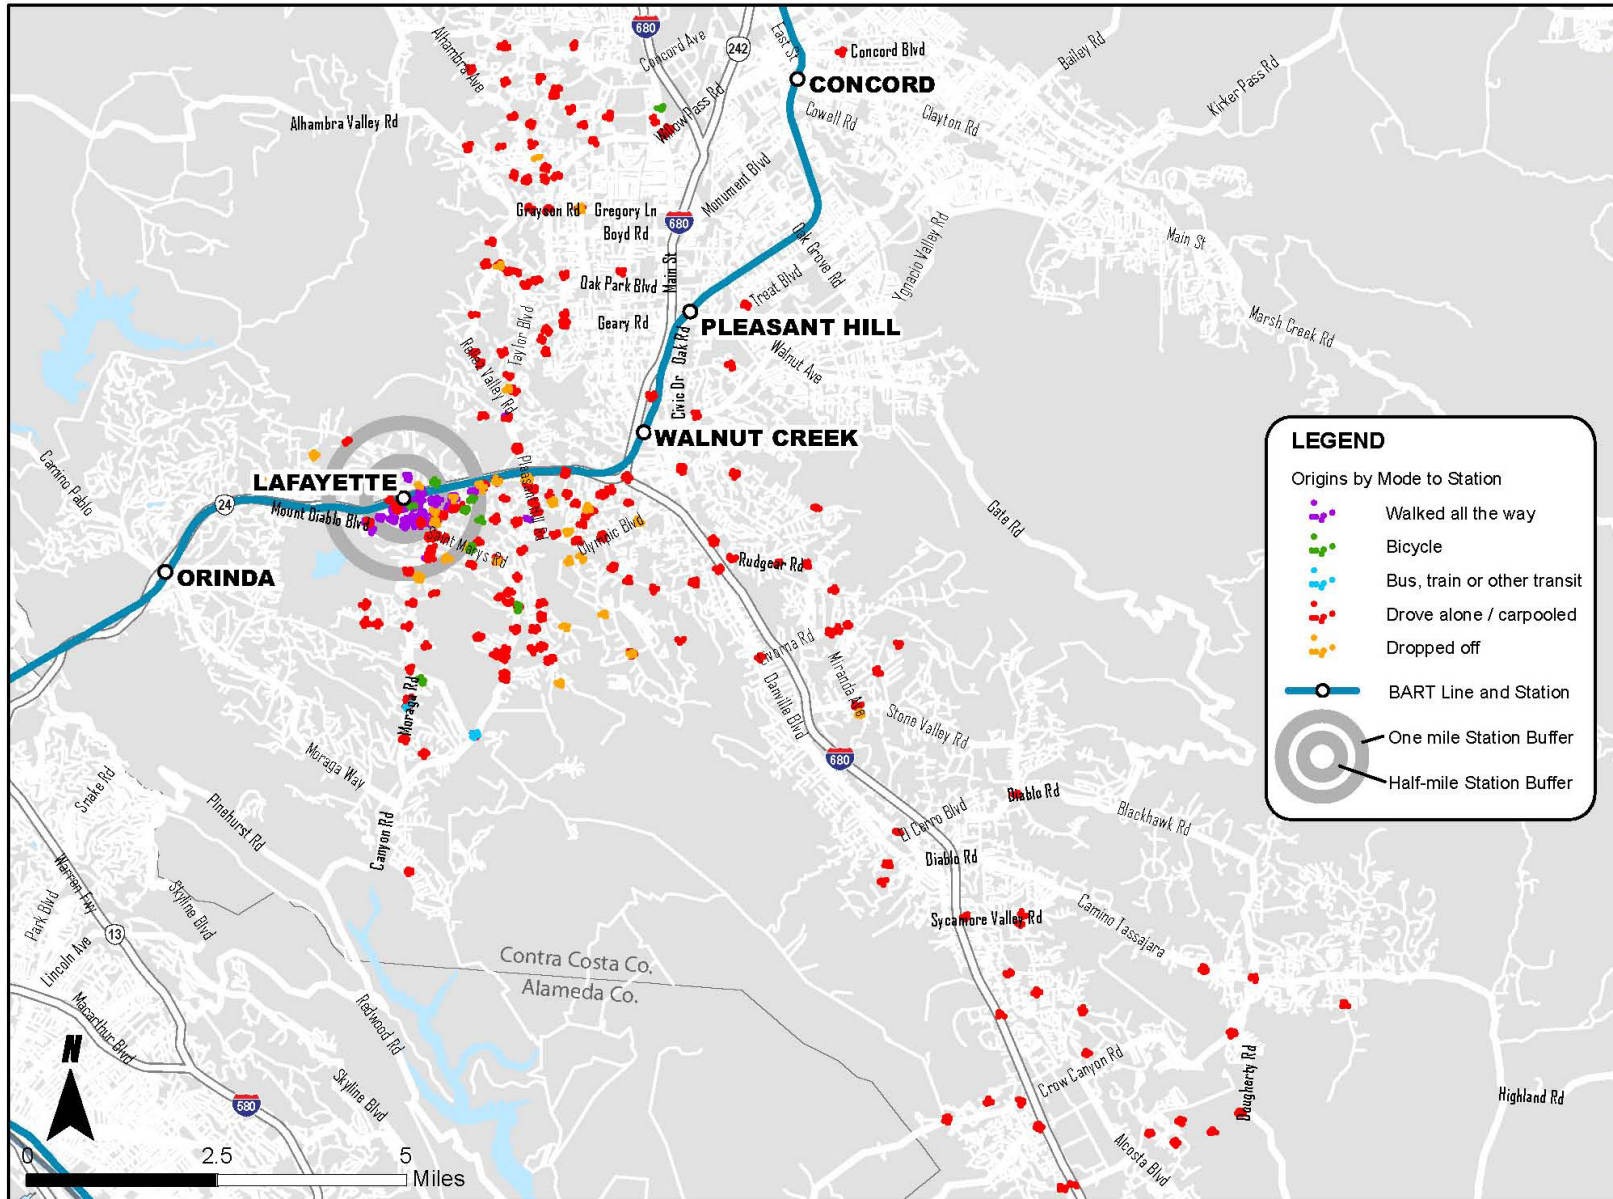 680
Concord Ave
242
East St
Concord Blvd
Bailey Rd
Kirker Pass Rd
Alhambra Ave
CONCORD
Willow Pass Rd
Cowell Rd
Clayton Rd
Alhambra Valley Rd
Monument Blvd
Grayson Rd
Gregory Ln
Boyd Rd
680
Main St
Oak Grove Rd
Ygnacio Valley Rd
Main St
Oak Park Blvd
Treat Blvd
Geary Rd
Taylor Blvd
PLEASANT HILL
Marsh Creek Rd
Reliez Valley Rd
Oak Rd
Civic Dr
Walnut Ave
WALNUT CREEK
Camino Pablo
LAFAYETTE
24
Mount Diablo Blvd
Pleasant Hill Rd
Saint Marys Rd
Olympic Blvd
Gate Rd
ORINDA
Rudgear Rd
Livorna Rd
Miranda Ave
Danville Blvd
Stone Valley Rd
Moraga Rd
Moraga Way
680
Snake Rd
Pinehurst Rd
Canyon Rd
El Cerro Blvd
Diablo Rd
Blackhawk Rd
Diablo Rd
Warren Fwy
Park Blvd
Skyline Blvd
Sycamore Valley Rd
Camino Tassajara
13
Lincoln Ave
Contra Costa Co.
Alameda Co.
Macarthur Blvd
Redwood Rd
Skyline Blvd
Crow Canyon Rd
Dougherty Rd
Highland Rd
Alcosta Blvd
580
N
0 2.5 5
Miles
LEGEND
Origins by Mode to Station
Walked all the way
Bicycle
Bus, train or other transit
Drove alone / carpooled
Dropped off
BART Line and Station
One mile Station Buffer
Half-mile Station Buffer